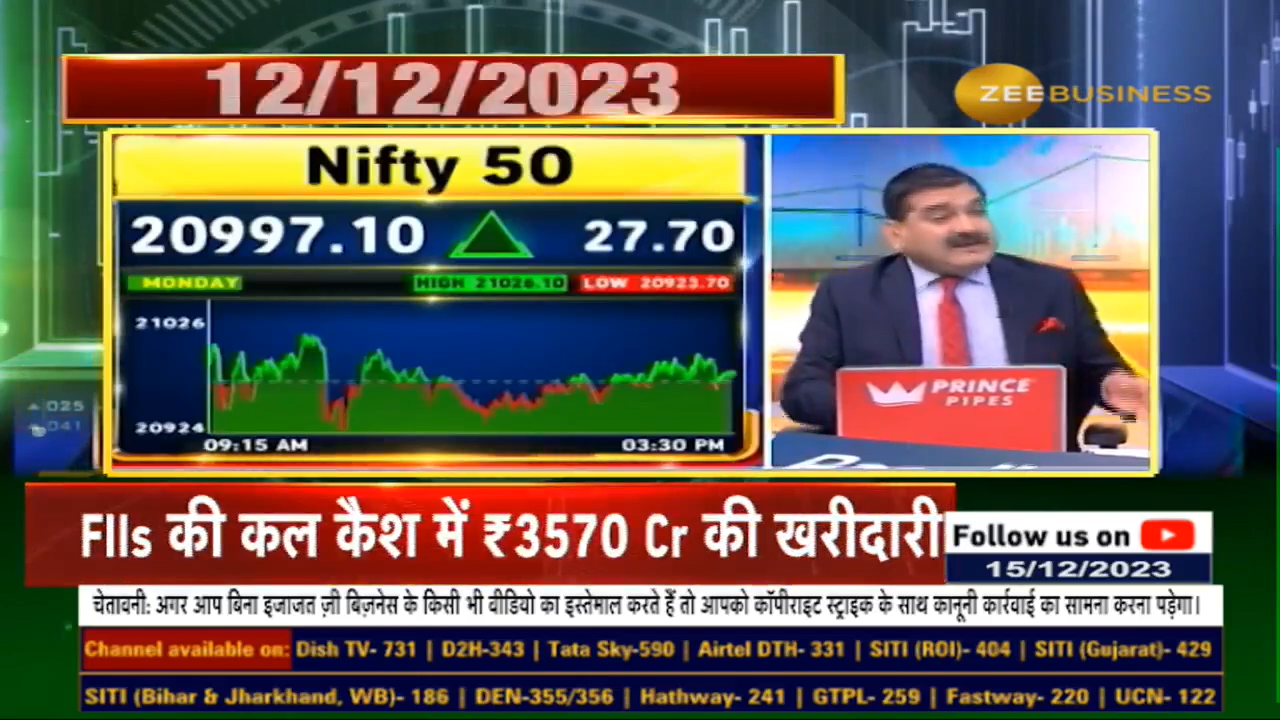 12/12/2023
ZEEBUSINESS
Nifty 50
20997.10 27.70
MONDAY HIGH 21026.10 LOW 20923.70
21026
20924
09:15 AM 03:30 PM
025
041
PRINCE
PIPES
FIIs की कल कैश में ₹3570 Cr की खरीदारी
Follow us on
15/12/2023
चेतावनी: अगर आप बिना इजाजत ज़ी बिज़नेस के किसी भी वीडियो का इस्तेमाल करते हैं तो आपको कॉपीराइट स्ट्राइक के साथ कानूनी कार्रवाई का सामना करना पड़ेगा।
Channel available on: Dish TV- 731 | D2H-343 | Tata Sky-590 | Airtel DTH- 331 | SITI (ROI)- 404 | SITI (Gujarat)- 429
SITI (Bihar & Jharkhand, WB)- 186 | DEN-355/356 | Hathway- 241 | GTPL- 259 | Fastway- 220 | UCN- 122